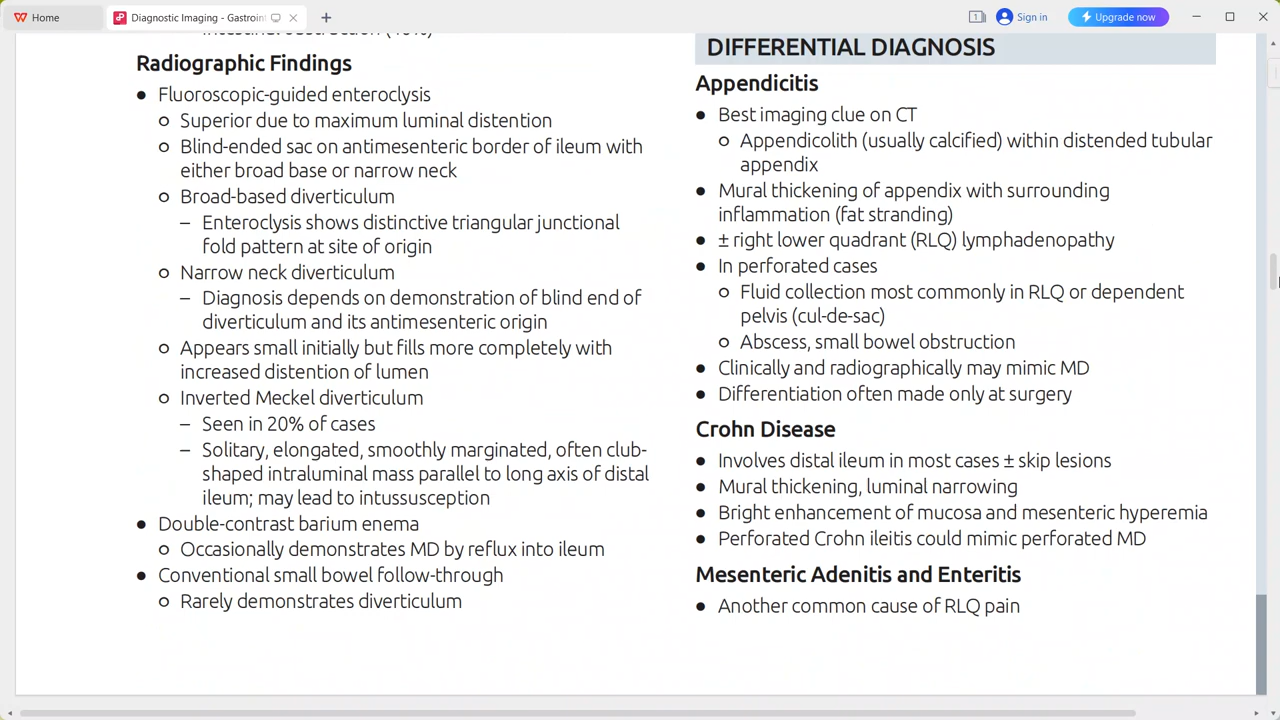 Home
Diagnostic Imaging - Gastroint
Sign in
Upgrade now
Radiographic Findings
● Fluoroscopic-guided enteroclysis
o Superior due to maximum luminal distention
o Blind-ended sac on antimesenteric border of ileum with
either broad base or narrow neck
o Broad-based diverticulum
– Enteroclysis shows distinctive triangular junctional
fold pattern at site of origin
o Narrow neck diverticulum
– Diagnosis depends on demonstration of blind end of
diverticulum and its antimesenteric origin
o Appears small initially but fills more completely with
increased distention of lumen
o Inverted Meckel diverticulum
– Seen in 20% of cases
– Solitary, elongated, smoothly marginated, often club-
shaped intraluminal mass parallel to long axis of distal
ileum; may lead to intussusception
● Double-contrast barium enema
o Occasionally demonstrates MD by reflux into ileum
● Conventional small bowel follow-through
o Rarely demonstrates diverticulum
DIFFERENTIAL DIAGNOSIS
Appendicitis
● Best imaging clue on CT
o Appendicolith (usually calcified) within distended tubular
appendix
● Mural thickening of appendix with surrounding
inflammation (fat stranding)
● ± right lower quadrant (RLQ) lymphadenopathy
● In perforated cases
o Fluid collection most commonly in RLQ or dependent
pelvis (cul-de-sac)
o Abscess, small bowel obstruction
● Clinically and radiographically may mimic MD
● Differentiation often made only at surgery
Crohn Disease
● Involves distal ileum in most cases ± skip lesions
● Mural thickening, luminal narrowing
● Bright enhancement of mucosa and mesenteric hyperemia
● Perforated Crohn ileitis could mimic perforated MD
Mesenteric Adenitis and Enteritis
● Another common cause of RLQ pain